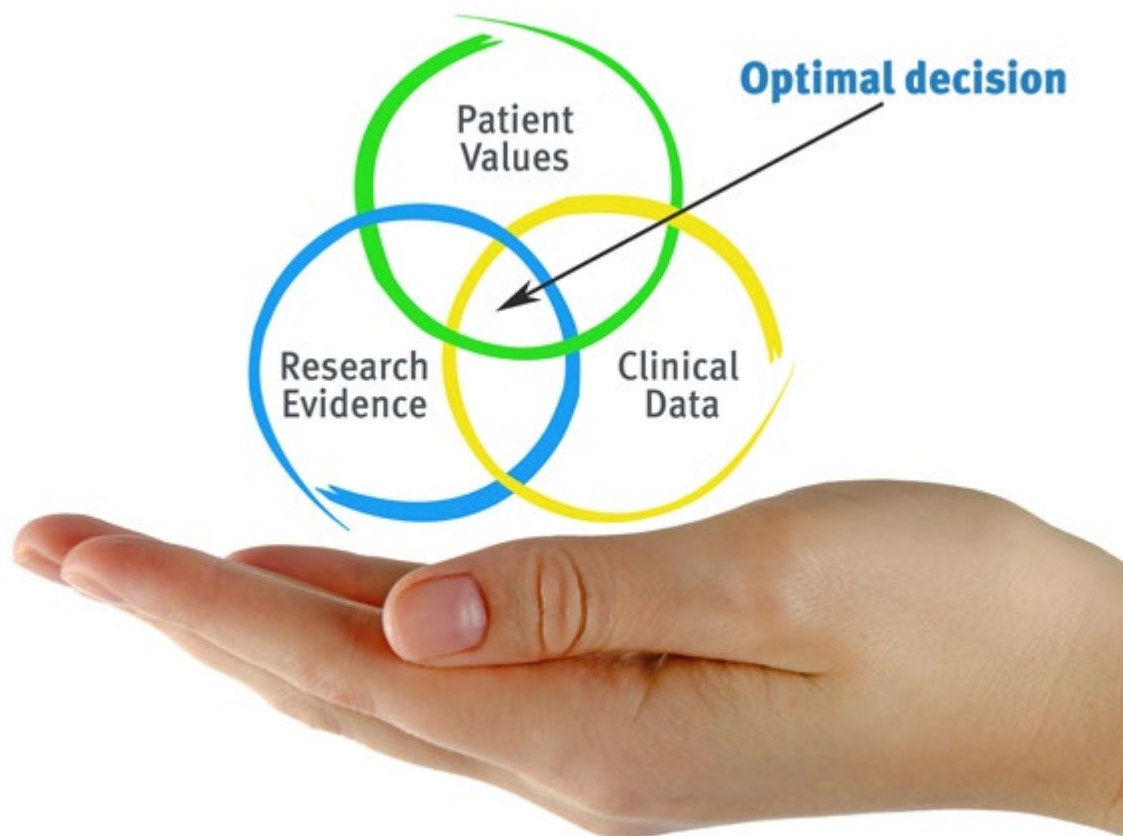 Optimal decision
Patient
Values
Research
Evidence
Clinical
Data